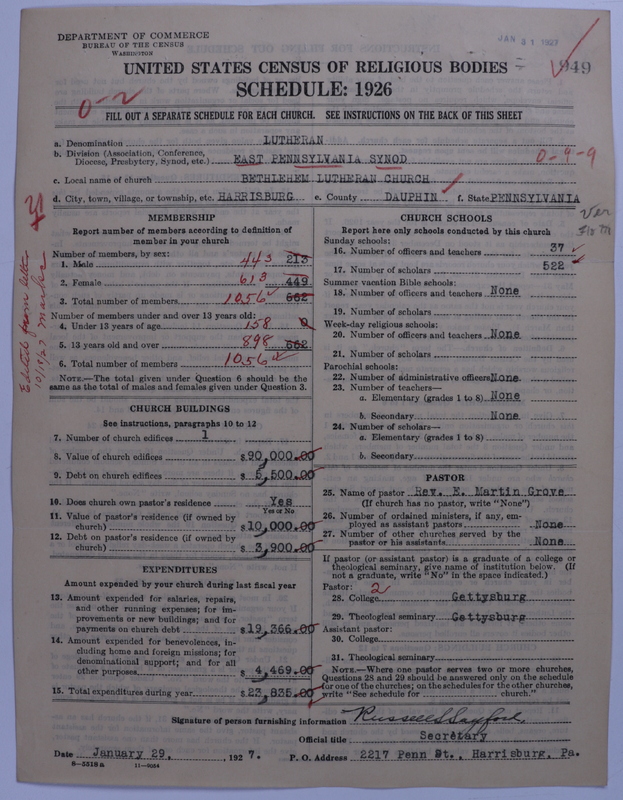 DEPARTMENT OF COMMERCE
BUREAU OF THE CENSUS
WASHINGTON
JAN 31 1927
UNITED STATES CENSUS OF RELIGIOUS BODIES
949
SCHEDULE: 1926
0-2
FILL OUT A SEPARATE SCHEDULE FOR EACH CHURCH. SEE INSTRUCTIONS ON THE BACK OF THIS SHEET
a. Denomination LUTHERAN
b. Division (Association, Conference, Diocese, Presbytery, Synod, etc.) EAST PENNSYLVANIA SYNOD 0-9-9
c. Local name of church BETHLEHEM LUTHERAN CHURCH
d. City, town, village, or township, etc. HARRISBURG e. County DAUPHIN f. State PENNSYLVANIA
Ver
Edited from letter
10/19/27
MEMBERSHIP
Report number of members according to definition of
member in your church
Number of members, by sex:
1. Male 443 213
2. Female 613 449
3. Total number of members 1056 662
Number of members under and over 13 years old:
4. Under 13 years of age 158 0
5. 13 years old and over 898 662
6. Total number of members 1056
NOTE.—The total given under Question 6 should be the
same as the total of males and females given under Question 3.
CHURCH BUILDINGS
See instructions, paragraphs 10 to 12
7. Number of church edifices 1
8. Value of church edifices $90,000.00
9. Debt on church edifices $5,500.00
10. Does church own pastor's residence? Yes
Yes or No
11. Value of pastor's residence (if owned by
church) $10,000.00
12. Debt on pastor's residence (if owned by
church) $3,900.00
EXPENDITURES
Amount expended by your church during last fiscal year
13. Amount expended for salaries, repairs,
and other running expenses; for im-
provements or new buildings; and for
payments on church debt $19,366.00
14. Amount expended for benevolences, in-
cluding home and foreign missions; for
denominational support; and for all
other purposes $4,469.00
15. Total expenditures during year $23,835.00
CHURCH SCHOOLS
Report here only schools conducted by this church
Sunday schools:
16. Number of officers and teachers 37
17. Number of scholars 522
Summer vacation Bible schools:
18. Number of officers and teachers None
19. Number of scholars
Week-day religious schools:
20. Number of officers and teachers None
21. Number of scholars
Parochial schools:
22. Number of administrative officers None
23. Number of teachers—
a. Elementary (grades 1 to 8) None
b. Secondary None
24. Number of scholars—
a. Elementary (grades 1 to 8)
b. Secondary
PASTOR
25. Name of pastor Rev. E. Martin Grove
(If church has no pastor, write "None")
26. Number of ordained ministers, if any, em-
ployed as assistant pastors None
27. Number of other churches served by the
pastor or his assistants None
If pastor (or assistant pastor) is a graduate of a college or
theological seminary, give name of institution below. (If
not a graduate, write "No" in the space indicated.)
Pastor: 2
28. College Gettysburg
29. Theological seminary Gettysburg
Assistant pastor:
30. College
31. Theological seminary
NOTE.—Where one pastor serves two or more churches,
Questions 28 and 29 should be answered only on the schedule
for one of the churches; on the schedules for the other churches,
write "See schedule for church."
Signature of person furnishing information
Official title Secretary
Date January 29, 1927. P. O. Address 2217 Penn St., Harrisburg, Pa.
8-5318a 11-9034